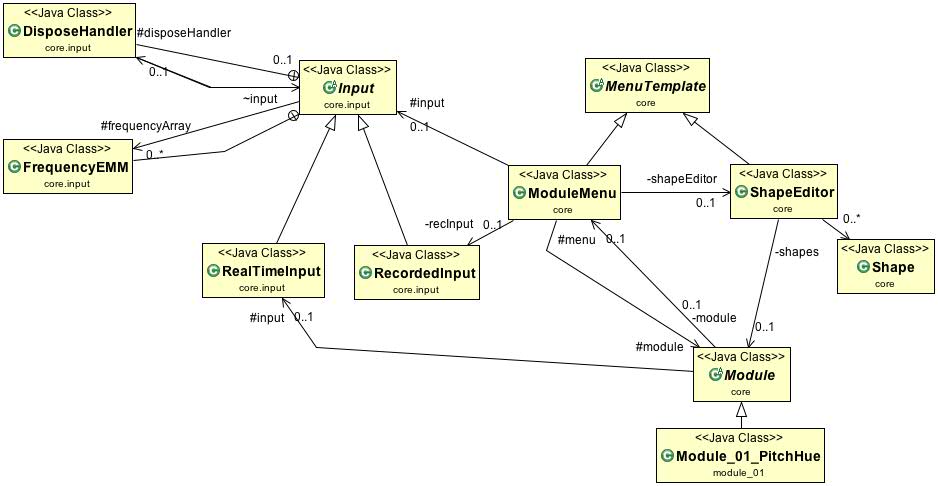 <<Java Class>>
DisposeHandler
core.input
#disposeHandler
0..1
0..1
~input
<<Java Class>>
Input
core.input
#frequencyArray
0..*
<<Java Class>>
FrequencyEMM
core.input
#input
0..1
<<Java Class>>
MenuTemplate
core
<<Java Class>>
ModuleMenu
core
-shapeEditor
0..1
<<Java Class>>
ShapeEditor
core
0..*
<<Java Class>>
Shape
core
-recInput
0..1
<<Java Class>>
RealTimeInput
core.input
<<Java Class>>
RecordedInput
core.input
#menu
0..1
-shapes
0..1
#input
0..1
0..1
-module
#module
<<Java Class>>
Module
core
<<Java Class>>
Module_01_PitchHue
module_01